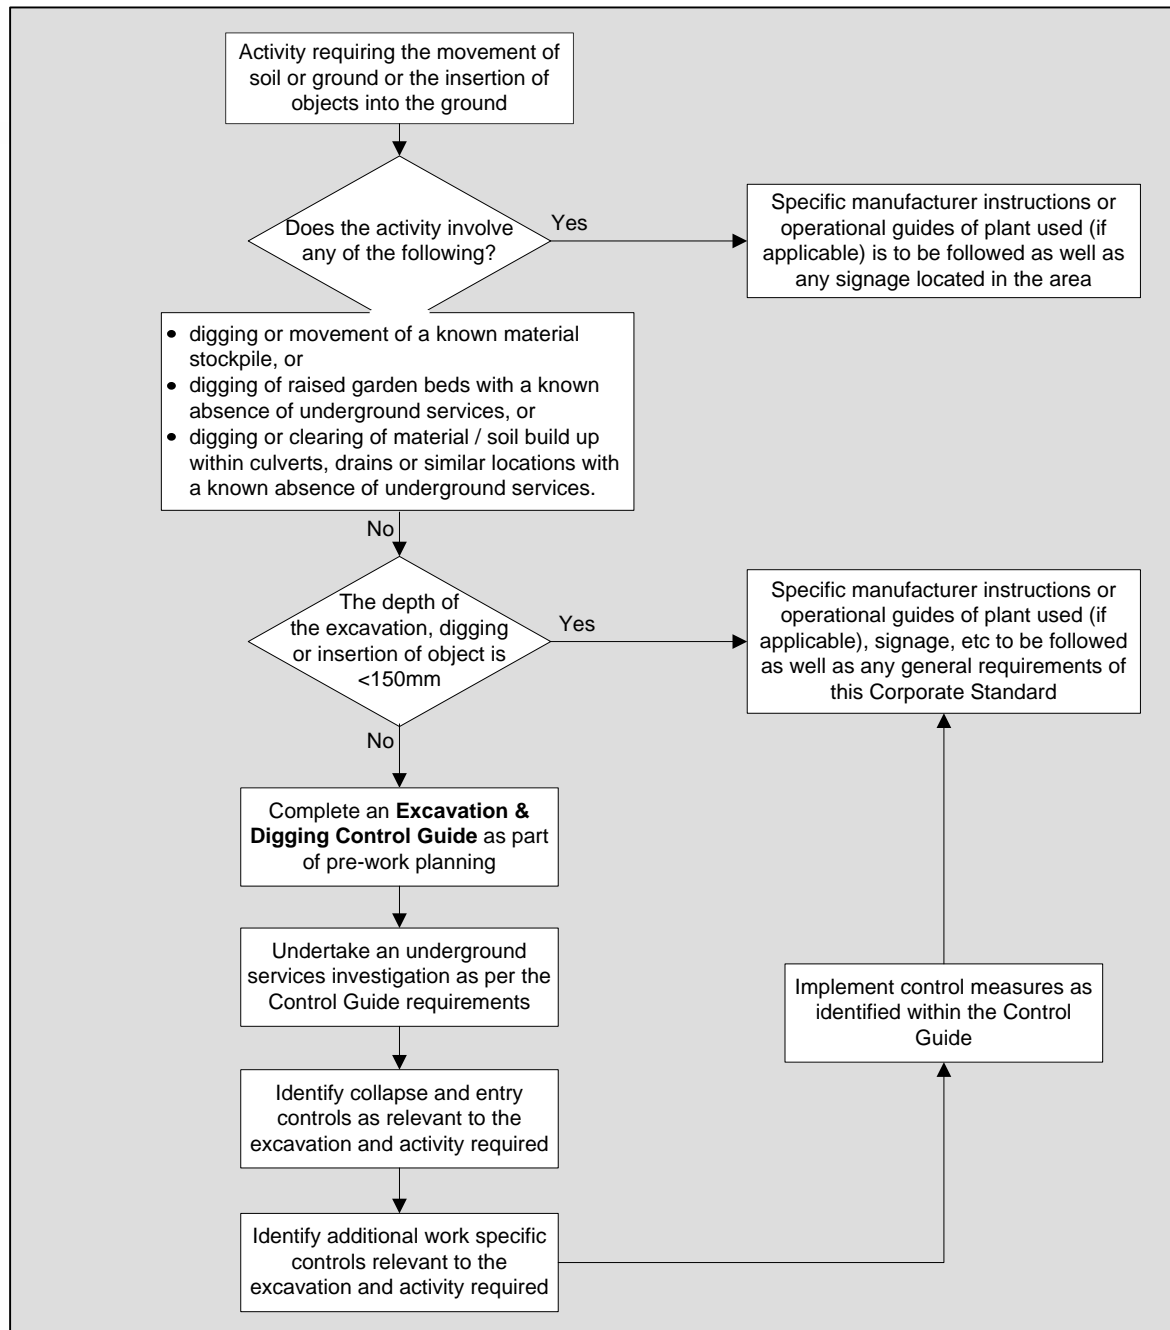 Activity requiring the movement of
soil or ground or the insertion of
objects into the ground
Does the activity involve
any of the following?
Yes
Specific manufacturer instructions or
operational guides of plant used (if
applicable) is to be followed as well as
any signage located in the area
• digging or movement of a known material
stockpile, or
• digging of raised garden beds with a known
absence of underground services, or
• digging or clearing of material / soil build up
within culverts, drains or similar locations with
a known absence of underground services.
No
The depth of
the excavation, digging
or insertion of object is
<150mm
Yes
Specific manufacturer instructions or
operational guides of plant used (if
applicable), signage, etc to be followed
as well as any general requirements of
this Corporate Standard
No
Complete an Excavation &
Digging Control Guide as part
of pre-work planning
Undertake an underground
services investigation as per the
Control Guide requirements
Implement control measures as
identified within the Control
Guide
Identify collapse and entry
controls as relevant to the
excavation and activity required
Identify additional work specific
controls relevant to the
excavation and activity required